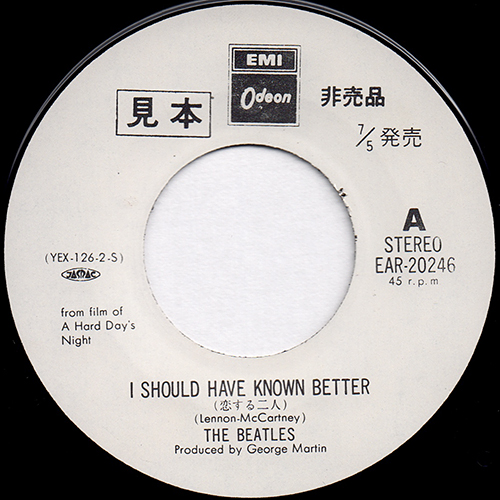 EMI
Odeon
見本
非売品
7/5 発売
A
STEREO
EAR-20246
45 r.p.m
(YEX-126-2-S)
JASRAC
from film of
A Hard Day's
Night
I SHOULD HAVE KNOWN BETTER
(恋する二人)
(Lennon-McCartney)
THE BEATLES
Produced by George Martin